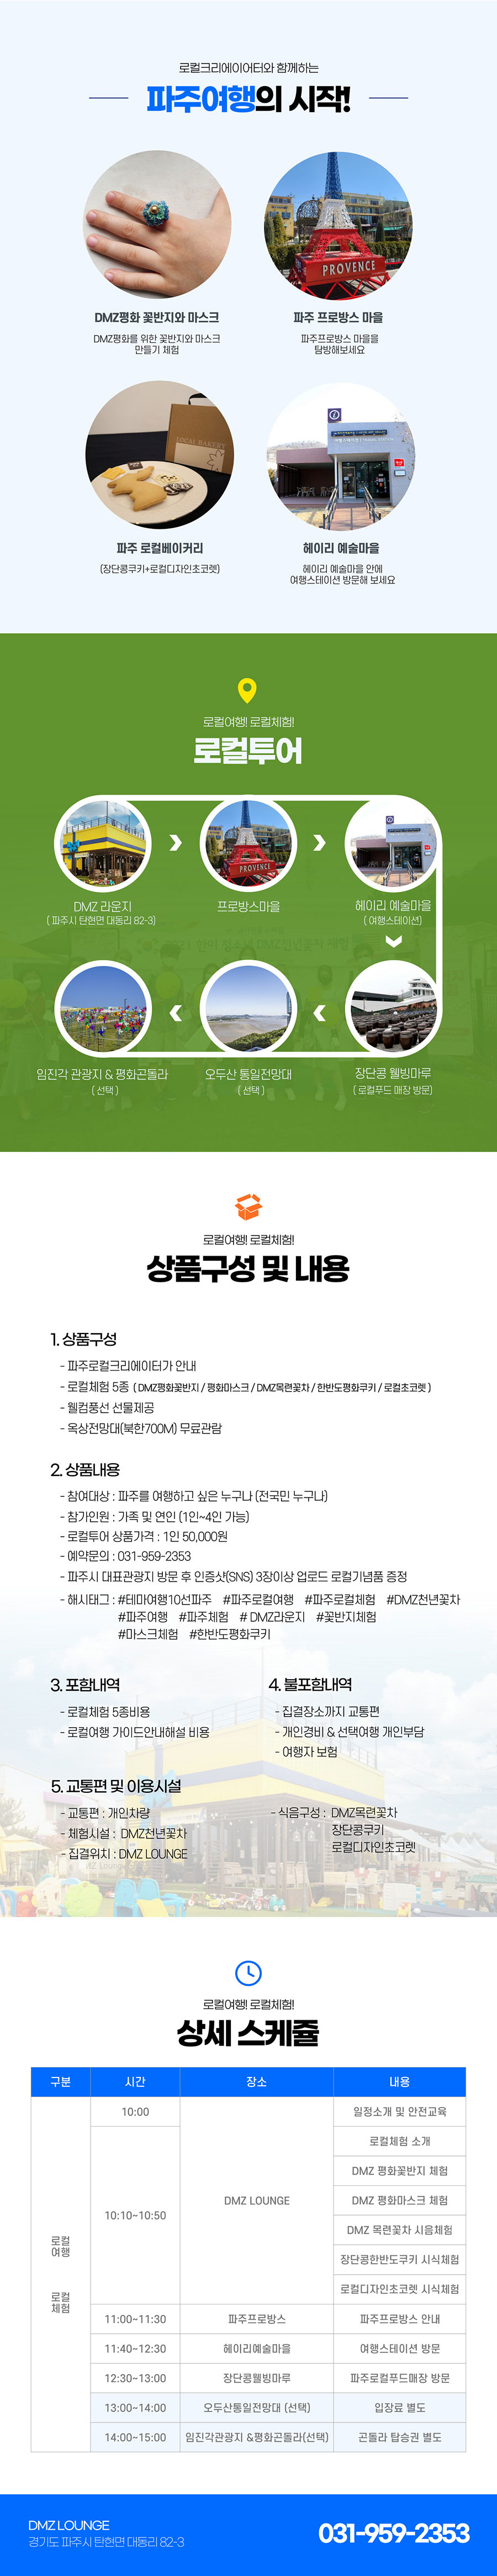 로컬크리에이어터와 함께하는
파주여행의 시작!
PROVENCE
DMZ평화 꽃반지와 마스크
DMZ평화를 위한 꽃반지와 마스크
만들기 체험
파주 프로방스 마을
파주프로방스 마을을
탐방해보세요
LOCAL BAKERY
파주 로컬베이커리
(장단콩쿠키+로컬디자인초코렛)
헤이리 예술마을
헤이리 예술마을 안에
여행스테이션 방문해 보세요
로컬여행! 로컬체험!
로컬투어
PROVENCE
DMZ 라운지
( 파주시 탄현면 대동리 82-3)
프로방스마을
헤이리 예술마을
( 여행스테이션)
임진각 관광지 & 평화곤돌라
( 선택 )
오두산 통일전망대
( 선택 )
장단콩 웰빙마루
( 로컬푸드 매장 방문)
로컬여행! 로컬체험!
상품구성 및 내용
1. 상품구성
- 파주로컬크리에이터가 안내
- 로컬체험 5종 ( DMZ평화꽃반지 / 평화마스크 / DMZ목련꽃차 / 한반도평화쿠키 / 로컬초코렛 )
- 웰컴풍선 선물제공
- 옥상전망대(북한700M) 무료관람
2. 상품내용
- 참여대상 : 파주를 여행하고 싶은 누구나 (전국민 누구나)
- 참가인원 : 가족 및 연인 (1인~4인 가능)
- 로컬투어 상품가격 : 1인 50,000원
- 예약문의 : 031-959-2353
- 파주시 대표관광지 방문 후 인증샷(SNS) 3장이상 업로드 로컬기념품 증정
- 해시태그 : #테마여행10선파주 #파주로컬여행 #파주로컬체험 #DMZ천년꽃차
#파주여행 #파주체험 # DMZ라운지 #꽃반지체험
#마스크체험 #한반도평화쿠키
3. 포함내역
- 로컬체험 5종비용
- 로컬여행 가이드안내해설 비용
4. 불포함내역
- 집결장소까지 교통편
- 개인경비 & 선택여행 개인부담
- 여행자 보험
5. 교통편 및 이용시설
- 교통편 : 개인차량
- 체험시설 : DMZ천년꽃차
- 집결위치 : DMZ LOUNGE
- 식음구성 : DMZ목련꽃차
장단콩쿠키
로컬디자인초코렛
로컬여행! 로컬체험!
상세 스케쥴
구분 시간 장소 내용
로컬
여행
로컬
체험
10:00 DMZ LOUNGE 일정소개 및 안전교육
10:10~10:50 로컬체험 소개
DMZ 평화꽃반지 체험
DMZ 평화마스크 체험
DMZ 목련꽃차 시음체험
장단콩한반도쿠키 시식체험
로컬디자인초코렛 시식체험
11:00~11:30 파주프로방스 파주프로방스 안내
11:40~12:30 헤이리예술마을 여행스테이션 방문
12:30~13:00 장단콩웰빙마루 파주로컬푸드매장 방문
13:00~14:00 오두산통일전망대 (선택) 입장료 별도
14:00~15:00 임진각관광지 &평화곤돌라(선택) 곤돌라 탑승권 별도
DMZ LOUNGE
경기도 파주시 탄현면 대동리 82-3
031-959-2353